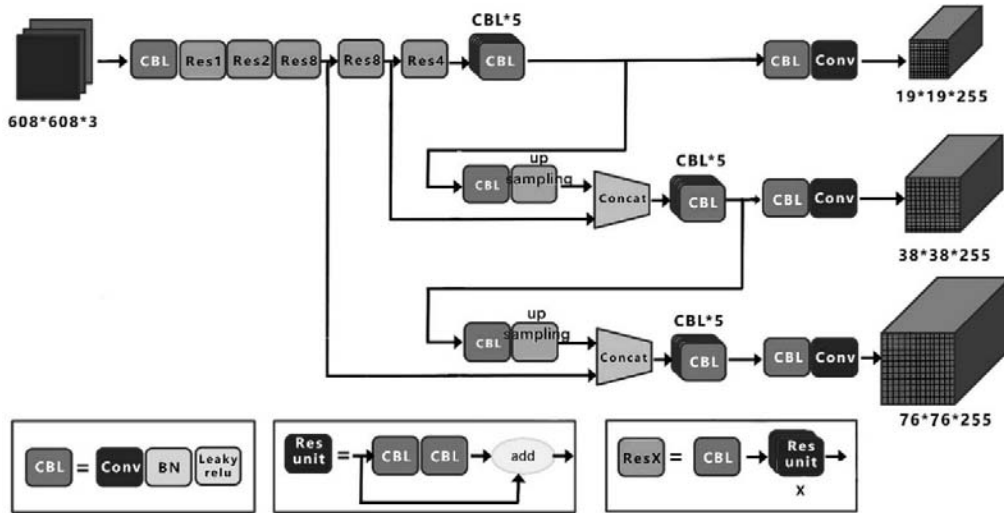 CBL*5
CBL Res1 Res2 Res8 Res8 Res4 CBL CBL Conv
608*608*3
19*19*255
up
sampling
CBL
Concat
CBL*5
CBL
CBL Conv
38*38*255
up
sampling
CBL
Concat
CBL*5
CBL
CBL Conv
76*76*255
CBL = Conv BN Leaky
relu
Res
unit = CBL CBL add
ResX = CBL Res
unit
X